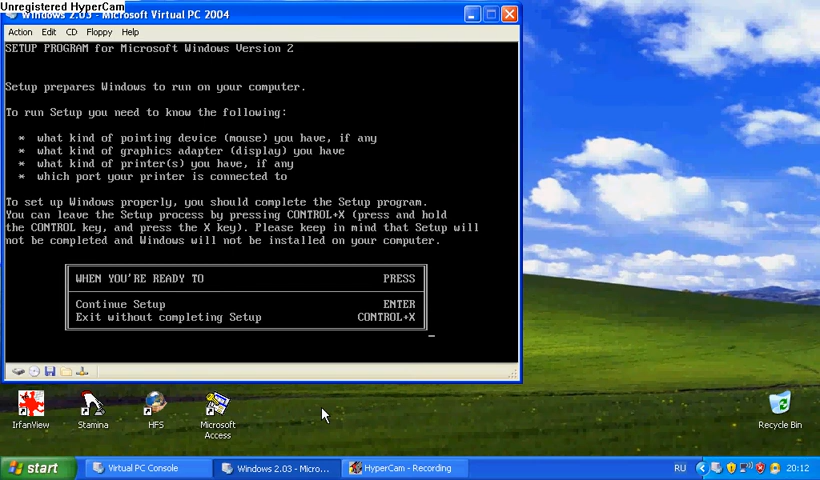 Unregistered HyperCam
Windows 2.03 - Microsoft Virtual PC 2004
Action Edit CD Floppy Help
SETUP PROGRAM for Microsoft Windows Version 2
Setup prepares Windows to run on your computer.
To run Setup you need to know the following:
* what kind of pointing device (mouse) you have, if any
* what kind of graphics adapter (display) you have
* what kind of printer(s) you have, if any
* which port your printer is connected to
To set up Windows properly, you should complete the Setup program.
You can leave the Setup process by pressing CONTROL+X (press and hold
the CONTROL key, and press the X key). Please keep in mind that Setup will
not be completed and Windows will not be installed on your computer.
WHEN YOU'RE READY TO PRESS
Continue Setup ENTER
Exit without completing Setup CONTROL+X
IrfanView Stamina HFS Microsoft
Access
Recycle Bin
start Virtual PC Console Windows 2.03 - Micro... HyperCam - Recording RU 20:12